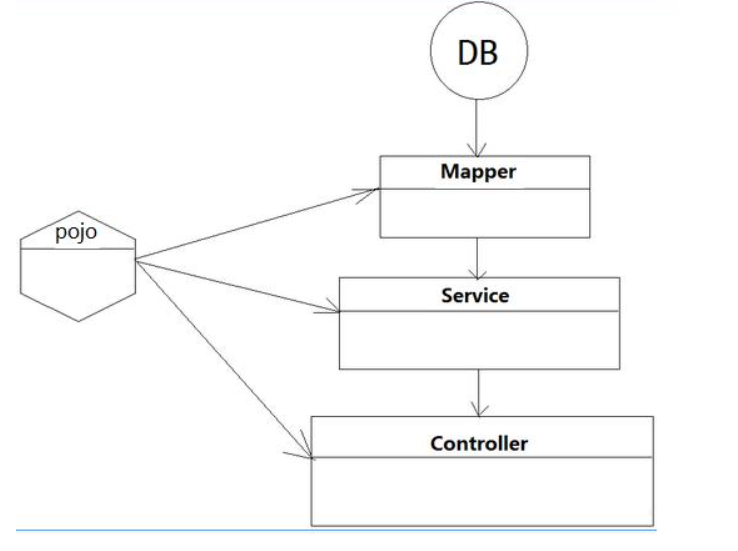 DB
Mapper
pojo
Service
Controller